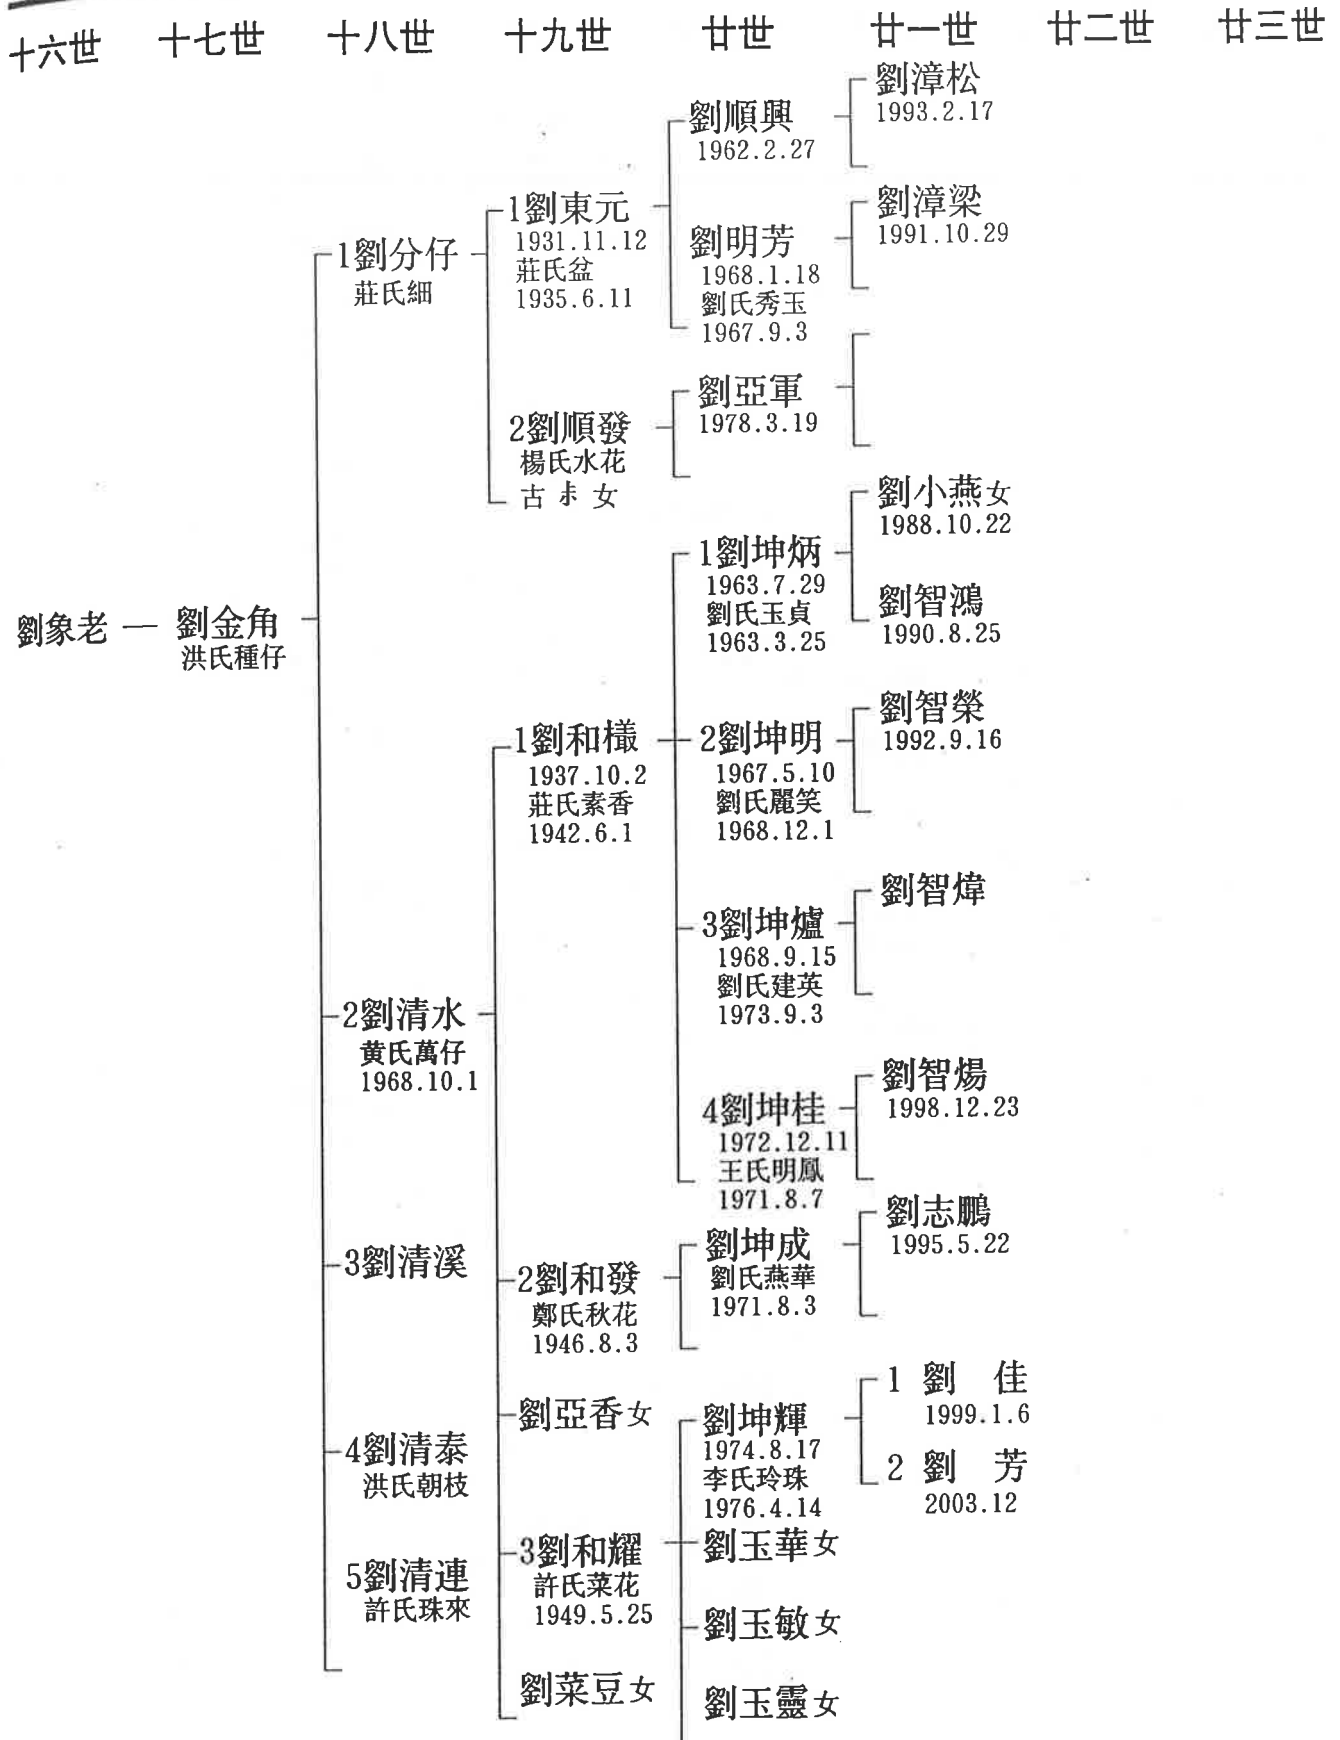 十六世 十七世 十八世 十九世 廿世 廿一世 廿二世 廿三世
劉象老
劉金角
洪氏種仔
1劉分仔
莊氏細
1劉東元
1931.11.12
莊氏盆
1935.6.11
劉順興
1962.2.27
劉漳松
1993.2.17
劉明芳
1968.1.18
劉氏秀玉
1967.9.3
劉漳梁
1991.10.29
2劉順發
楊氏水花
古 女
劉亞軍
1978.3.19
2劉清水
黄氏萬仔
1968.10.1
1劉和檥
1937.10.2
莊氏素香
1942.6.1
1劉坤炳
1963.7.29
劉氏玉貞
1963.3.25
劉小燕女
1988.10.22
劉智鴻
1990.8.25
2劉坤明
1967.5.10
劉氏麗笑
1968.12.1
劉智榮
1992.9.16
3劉坤爐
1968.9.15
劉氏建英
1973.9.3
劉智煒
4劉坤桂
1972.12.11
王氏明鳳
1971.8.7
劉智煬
1998.12.23
2劉和發
鄭氏秋花
1946.8.3
劉坤成
劉氏燕華
1971.8.3
劉志鵬
1995.5.22
劉亞香女
3劉和耀
許氏菜花
1949.5.25
劉坤輝
1974.8.17
李氏玲珠
1976.4.14
1 劉 佳
1999.1.6
2 劉 芳
2003.12
劉玉華女
劉玉敏女
劉玉靈女
劉菜豆女
3劉清溪
4劉清泰
洪氏朝枝
5劉清連
許氏珠來